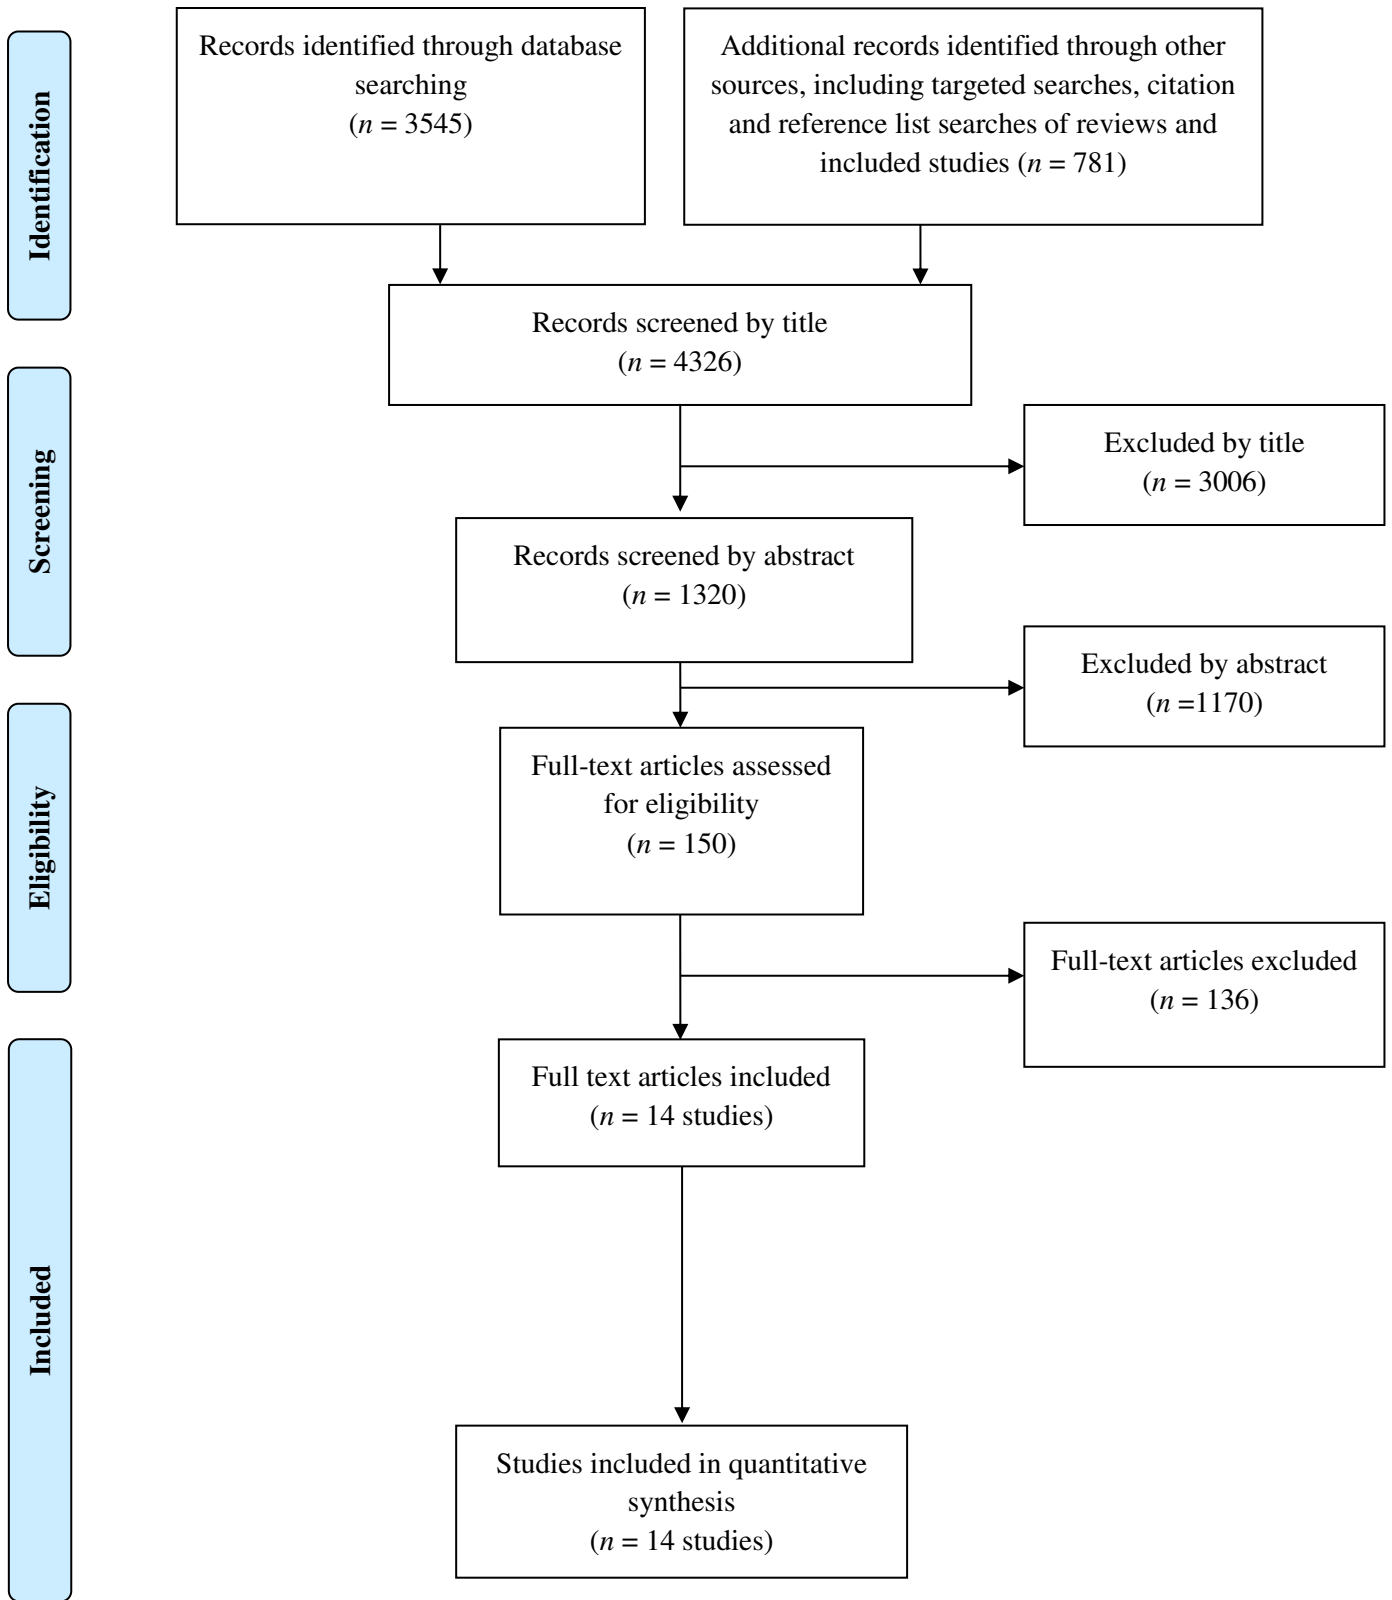 Identification
Records identified through database
searching
(n = 3545)
Additional records identified through other
sources, including targeted searches, citation
and reference list searches of reviews and
included studies (n = 781)
Records screened by title
(n = 4326)
Screening
Excluded by title
(n = 3006)
Records screened by abstract
(n = 1320)
Excluded by abstract
(n =1170)
Eligibility
Full-text articles assessed
for eligibility
(n = 150)
Full-text articles excluded
(n = 136)
Included
Full text articles included
(n = 14 studies)
Studies included in quantitative
synthesis
(n = 14 studies)